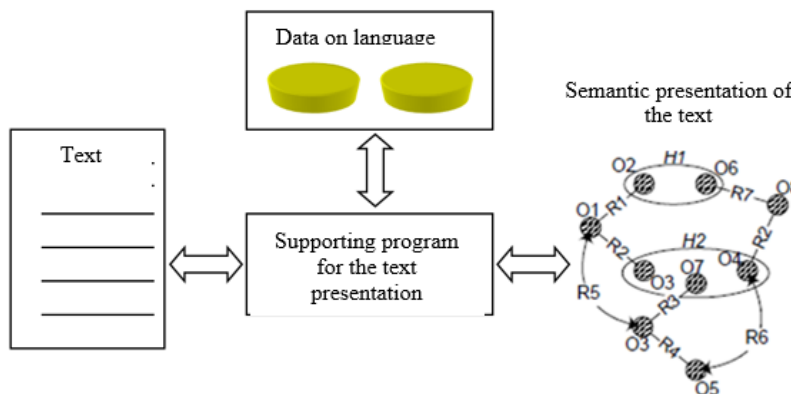 Data on language
Semantic presentation of
the text
Text
Supporting program
for the text
presentation
H1
O2
O6
R1
R7
O1
R2
H2
R2
O3
O7
O4
R5
R3
O3
R4
R6
O5